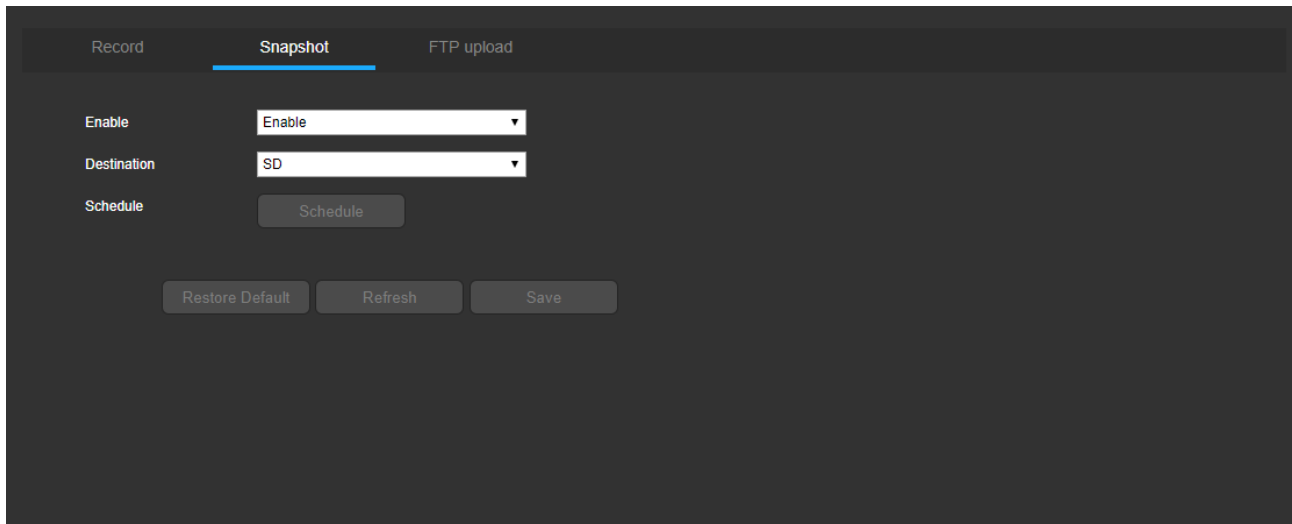 Record Snapshot FTP upload
Enable Enable
Destination SD
Schedule Schedule
Restore Default Refresh Save